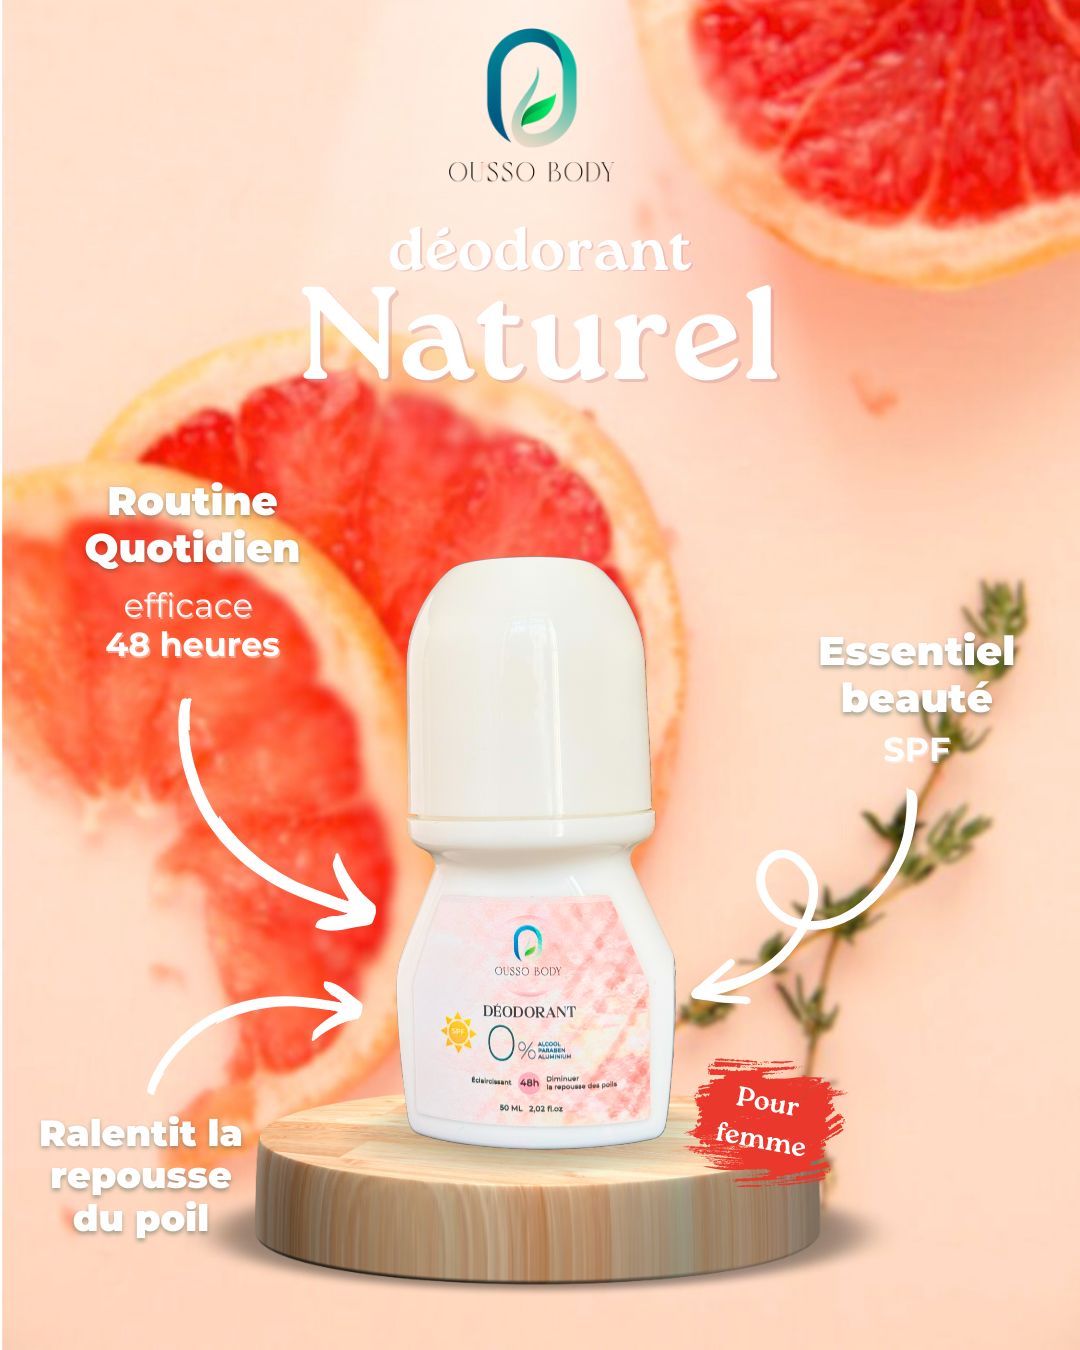 OUSSO BODY
déodorant
Naturel
Routine
Quotidien
efficace
48 heures
Essentiel
beauté
SPF
OUSSO BODY
DÉODORANT
SPF
0% ALCOOL
PARABEN
ALUMINIUM
Éclaircissant 48h Diminuer
la repousse des poils
50 ML 2,02 fl.oz
Pour
femme
Ralentit la
repousse
du poil